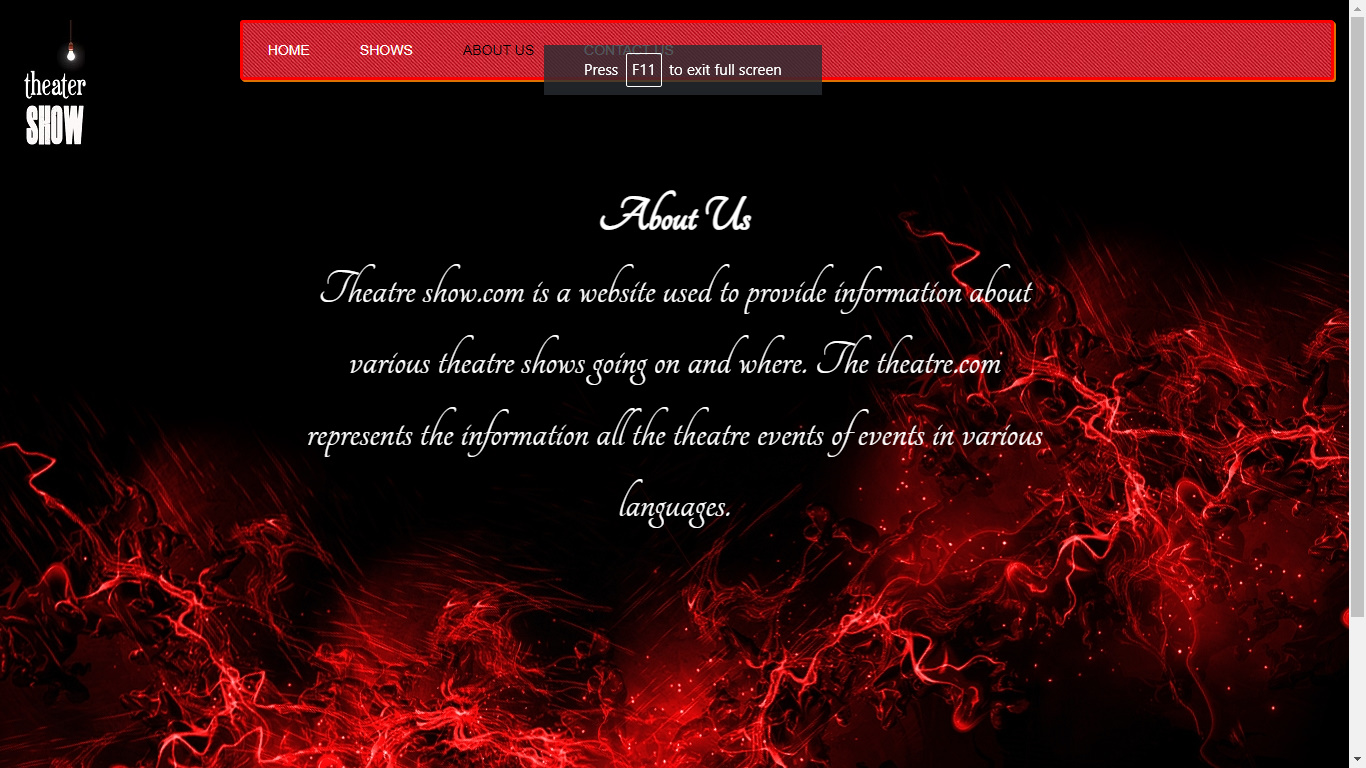 HOME SHOWS ABOUT US CONTACT US
Press F11 to exit full screen
theater
SHOW
About Us
Theatre show.com is a website used to provide information about
various theatre shows going on and where. The theatre.com
represents the information all the theatre events of events in various
languages.